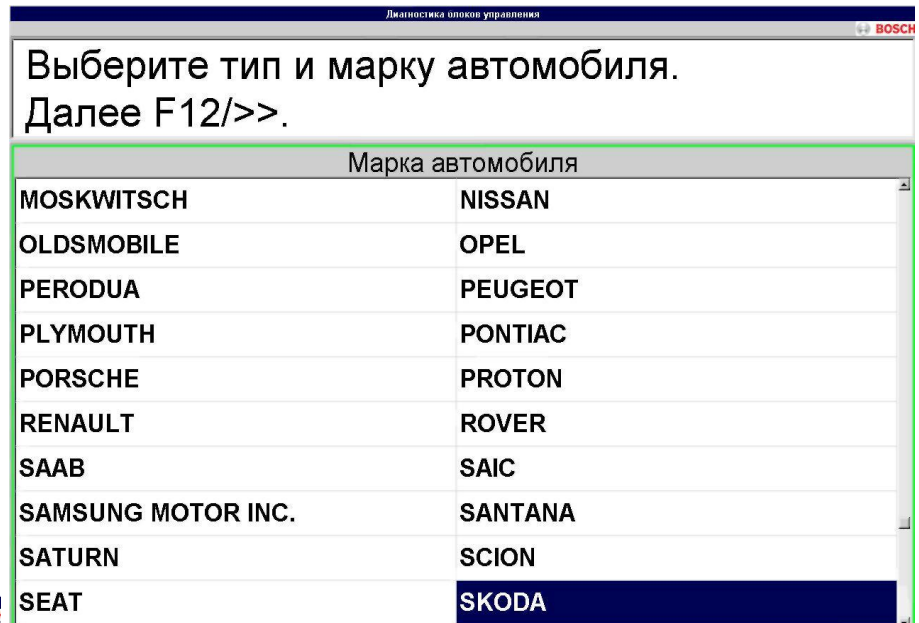 Диагностика блоков управления
BOSCH
Выберите тип и марку автомобиля.
Далее F12/>>.
Марка автомобиля
MOSKWITSCH NISSAN
OLDSMOBILE OPEL
PERODUA PEUGEOT
PLYMOUTH PONTIAC
PORSCHE PROTON
RENAULT ROVER
SAAB SAIC
SAMSUNG MOTOR INC. SANTANA
SATURN SCION
SEAT SKODA